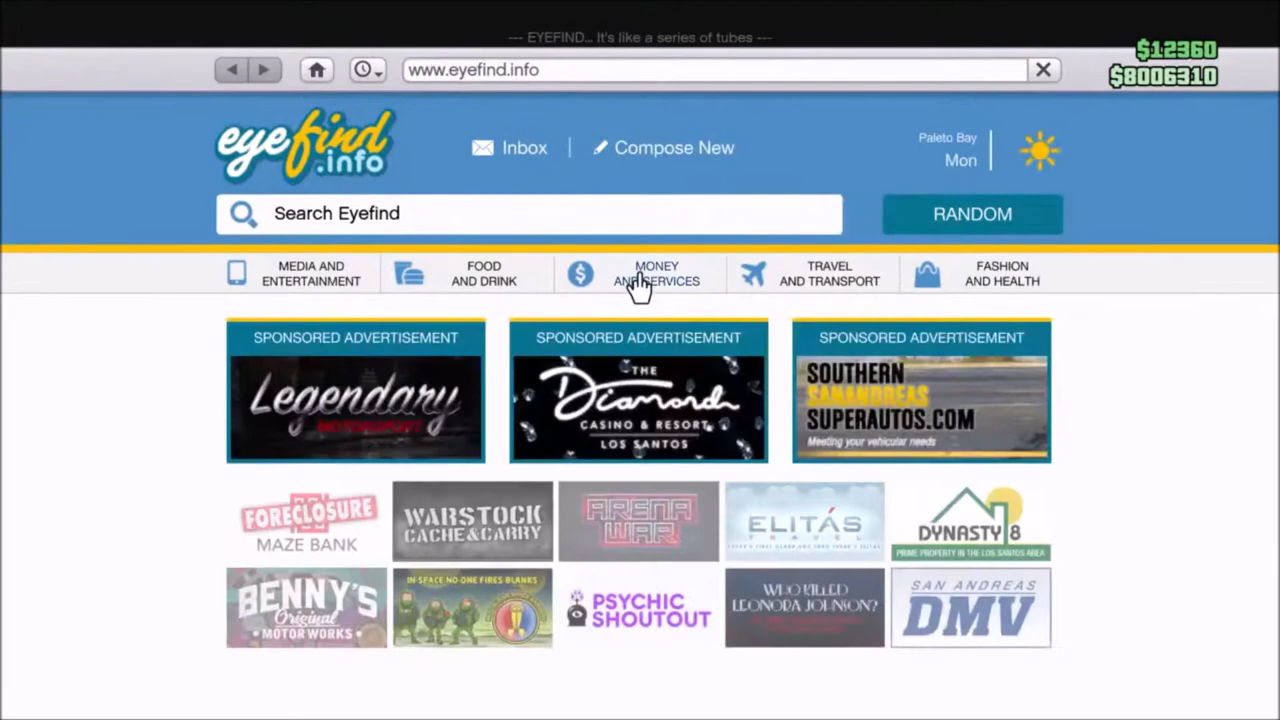 --- EYEFIND... It's like a series of tubes ---
$12360
www.eyefind.info
$8006310
eyefind
.info
Inbox
Compose New
Paleto Bay
Mon
Search Eyefind
RANDOM
MEDIA AND
ENTERTAINMENT
FOOD
AND DRINK
MONEY
AND SERVICES
TRAVEL
AND TRANSPORT
FASHION
AND HEALTH
SPONSORED ADVERTISEMENT
Legendary
MOTORSPORT
SPONSORED ADVERTISEMENT
THE
Diamond
CASINO & RESORT
LOS SANTOS
SPONSORED ADVERTISEMENT
SOUTHERN
SANANDREAS
SUPERAUTOS.COM
Meeting your vehicular needs
FORECLOSURE
MAZE BANK
WARSTOCK
CACHE&CARRY
ARENA
WAR
ELITÁS
TRAVEL
DYNASTY 8
PRIME PROPERTY IN THE LOS SANTOS AREA
BENNY'S
Original
MOTOR WORKS
IN SPACE NO-ONE FIRES BLANKS
PSYCHIC
SHOUTOUT
WHO KILLED
LEONORA JOHNSON?
SAN ANDREAS
DMV